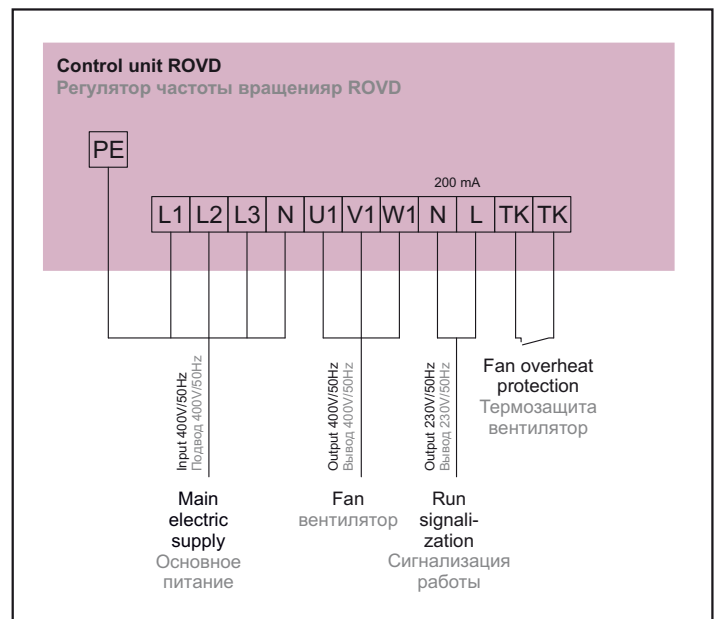 Control unit ROVD
Регулятор частоты вращенияр ROVD
PE
200 mA
L1 L2 L3 N U1 V1 W1 N L TK TK
Input 400V/50Hz
Подвод 400V/50Hz
Output 400V/50Hz
Вывод 400V/50Hz
Output 230V/50Hz
Вывод 230V/50Hz
Fan overheat
protection
Термозащита
вентилятор
Main
electric
supply
Основное
питание
Fan
вентилятор
Run
signali-
zation
Сигнализация
работы